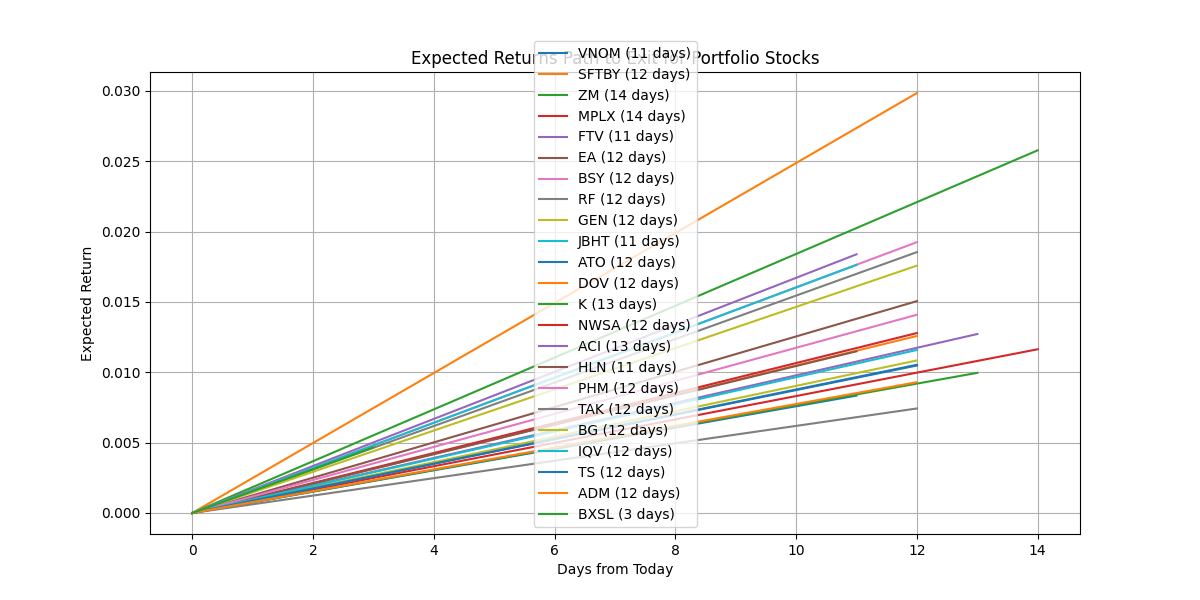 Expected Returns Path to Exit for Portfolio Stocks
VNOM (11 days)
SFTBY (12 days)
ZM (14 days)
MPLX (14 days)
FTV (11 days)
EA (12 days)
BSY (12 days)
RF (12 days)
GEN (12 days)
JBHT (11 days)
ATO (12 days)
DOV (12 days)
K (13 days)
NWSA (12 days)
ACI (13 days)
HLN (11 days)
PHM (12 days)
TAK (12 days)
BG (12 days)
IQV (12 days)
TS (12 days)
ADM (12 days)
BXSL (3 days)
Expected Return
0.030
0.025
0.020
0.015
0.010
0.005
0.000
0 2 4 6 8 10 12 14
Days from Today